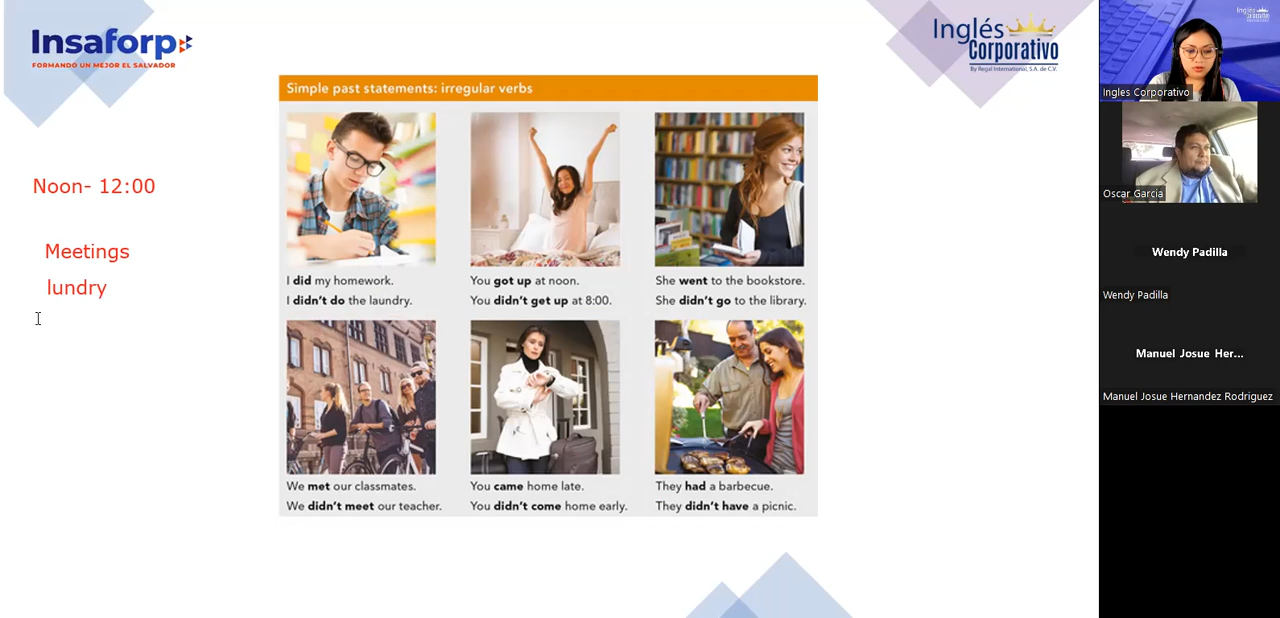 Insaforp
FORMANDO UN MEJOR EL SALVADOR
Inglés
Corporativo
By Regal International, S.A. de C.V.
Simple past statements: irregular verbs
Noon- 12:00
Meetings
lundry
I did my homework.
I didn't do the laundry.
You got up at noon.
You didn't get up at 8:00.
She went to the bookstore.
She didn't go to the library.
We met our classmates.
We didn't meet our teacher.
You came home late.
You didn't come home early.
They had a barbecue.
They didn't have a picnic.
Ingles Corporativo
Oscar Garcia
Wendy Padilla
Wendy Padilla
Manuel Josue Her...
Manuel Josue Hernandez Rodriguez